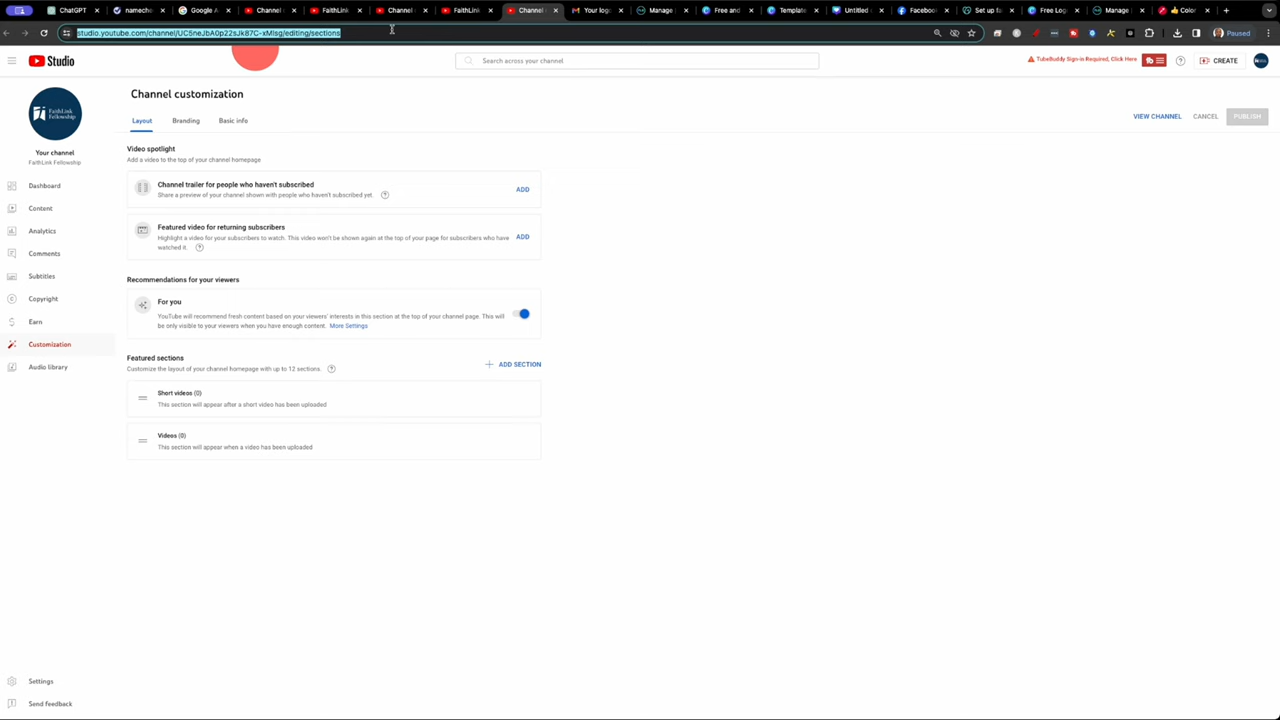 ChatGPT
namech
Google A
Channel
FaithLink
Channel
FaithLink
Channel
Your log
Manage
Free and
Template
Untitled
Facebook
Set up
Free Log
Manage
Color
studio.youtube.com/channel/UC5neJbA0p22sJk87C-xMlsg/editing/sections
Paused
Studio
Search across your channel
TubeBuddy Sign-in Required, Click Here
CREATE
FaithLink
Fellowship
Your channel
FaithLink Fellowship
Dashboard
Content
Analytics
Comments
Subtitles
Copyright
Earn
Customization
Audio library
Settings
Send feedback
Channel customization
Layout
Branding
Basic info
VIEW CHANNEL
CANCEL
PUBLISH
Video spotlight
Add a video to the top of your channel homepage
Channel trailer for people who haven't subscribed
Share a preview of your channel shown with people who haven't subscribed yet.
ADD
Featured video for returning subscribers
Highlight a video for your subscribers to watch. This video won't be shown again at the top of your page for subscribers who have
watched it.
ADD
Recommendations for your viewers
For you
YouTube will recommend fresh content based on your viewers' interests in this section at the top of your channel page. This will
be only visible to your viewers when you have enough content. More Settings
Featured sections
Customize the layout of your channel homepage with up to 12 sections.
ADD SECTION
Short videos (0)
This section will appear after a short video has been uploaded
Videos (0)
This section will appear when a video has been uploaded